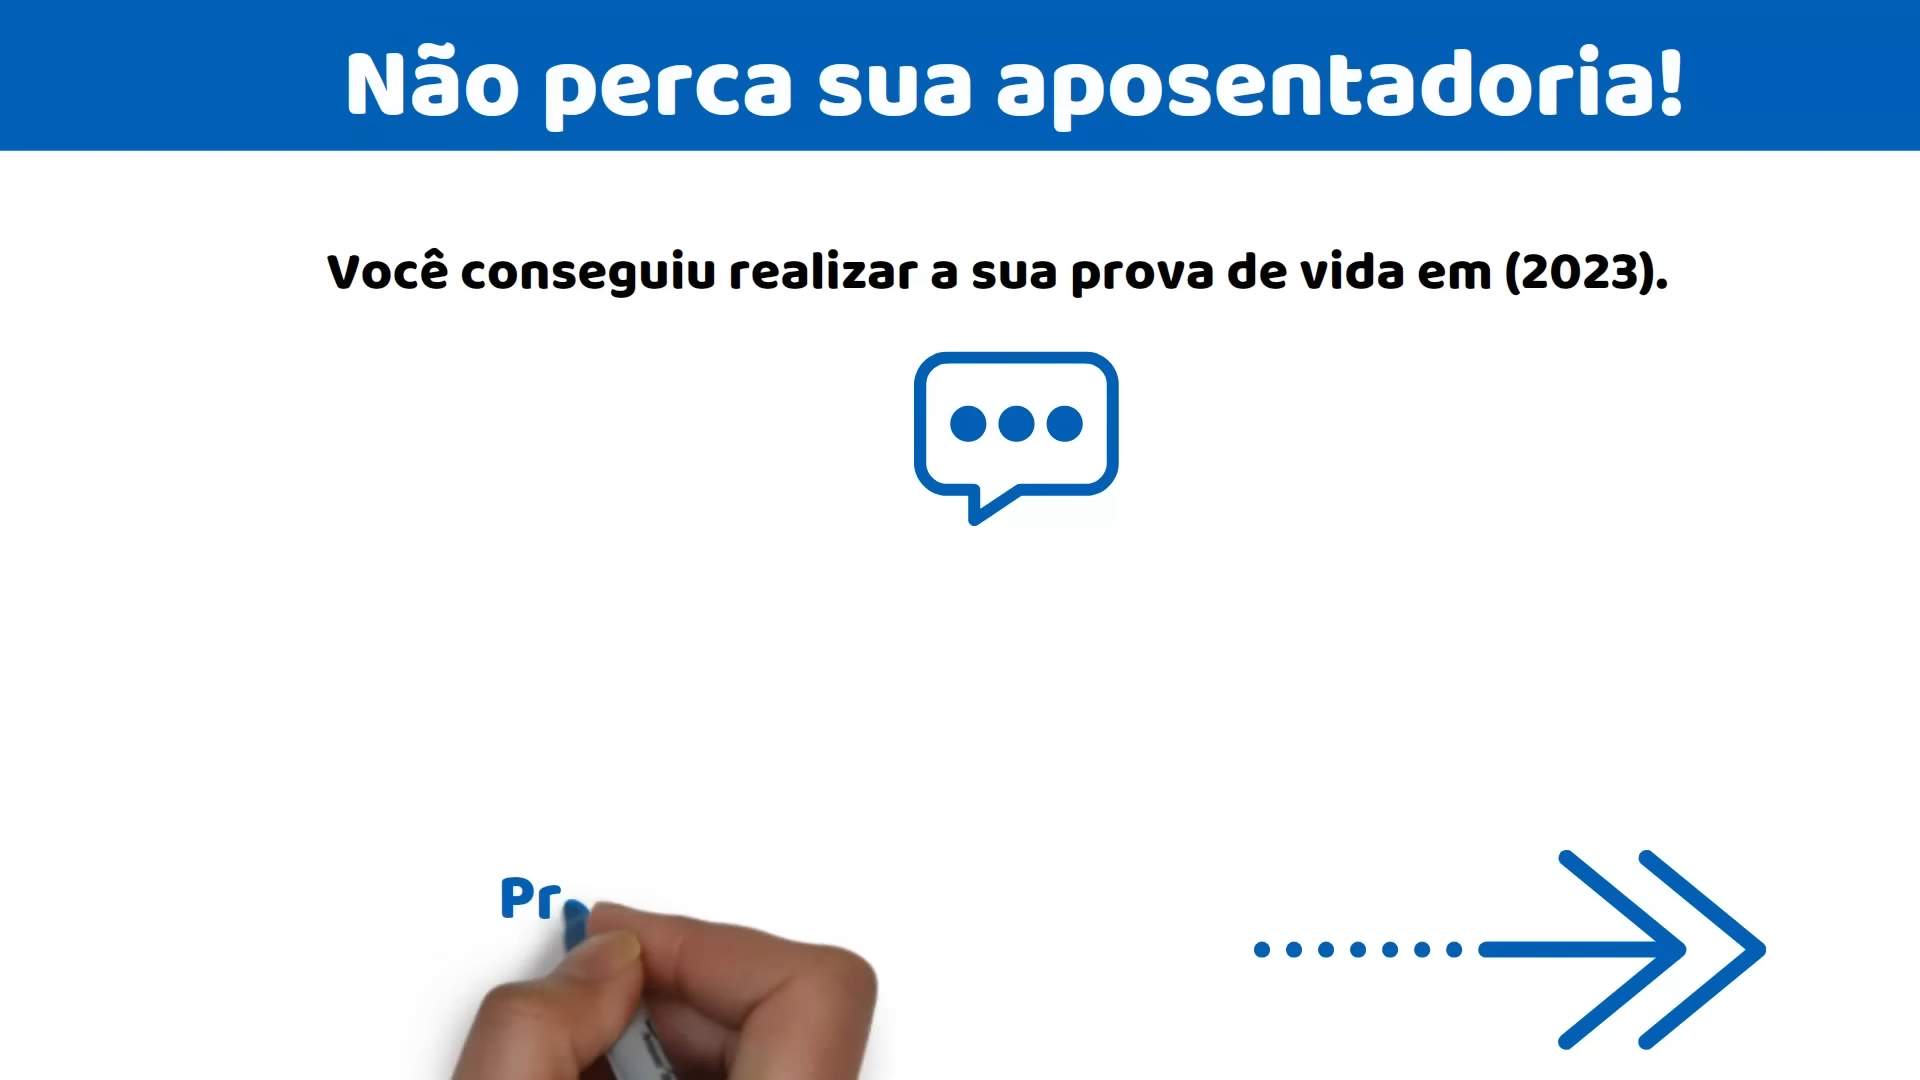 Não perca sua aposentadoria!
Você conseguiu realizar a sua prova de vida em (2023).
Pr